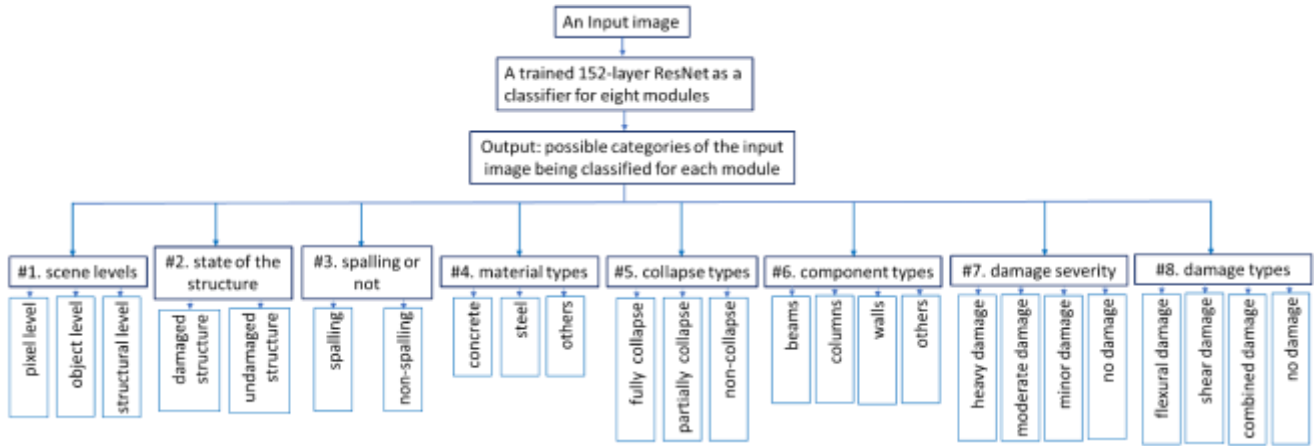 An Input image
A trained 152-layer ResNet as a
classifier for eight modules
Output: possible categories of the input
image being classified for each module
#1. scene levels
pixel level
object level
structural level
#2. state of the
structure
damaged
structure
undamaged
structure
#3. spalling or
not
spalling
non-spalling
#4. material types
concrete
steel
others
#5. collapse types
fully collapse
partially collapse
non-collapse
#6. component types
beams
columns
walls
others
#7. damage severity
heavy damage
moderate damage
minor damage
no damage
#8. damage types
flexural damage
shear damage
combined damage
no damage